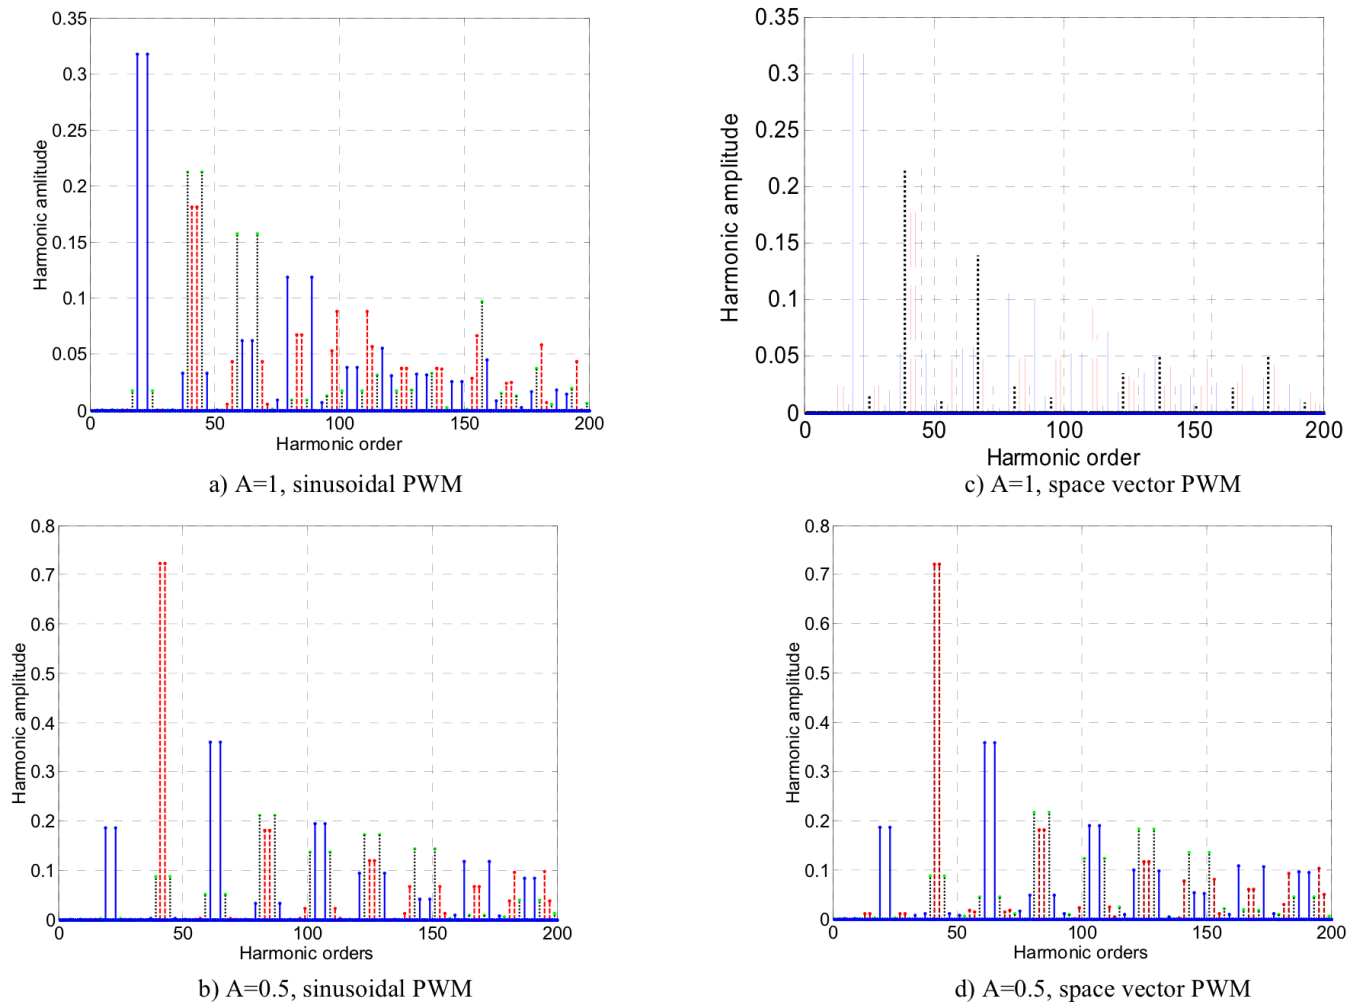 0.35
0.3
0.25
0.2
0.15
0.1
0.05
0
Harmonic amlitude
0 50 100 150 200
Harmonic order
a) A=1, sinusoidal PWM
0.35
0.3
0.25
0.2
0.15
0.1
0.05
0
Harmonic amplitude
0 50 100 150 200
Harmonic order
c) A=1, space vector PWM
0.8
0.7
0.6
0.5
0.4
0.3
0.2
0.1
0
Harmonic amplitude
0 50 100 150 200
Harmonic orders
b) A=0.5, sinusoidal PWM
0.8
0.7
0.6
0.5
0.4
0.3
0.2
0.1
0
Harmonic amplitude
0 50 100 150 200
Harmonic orders
d) A=0.5, space vector PWM